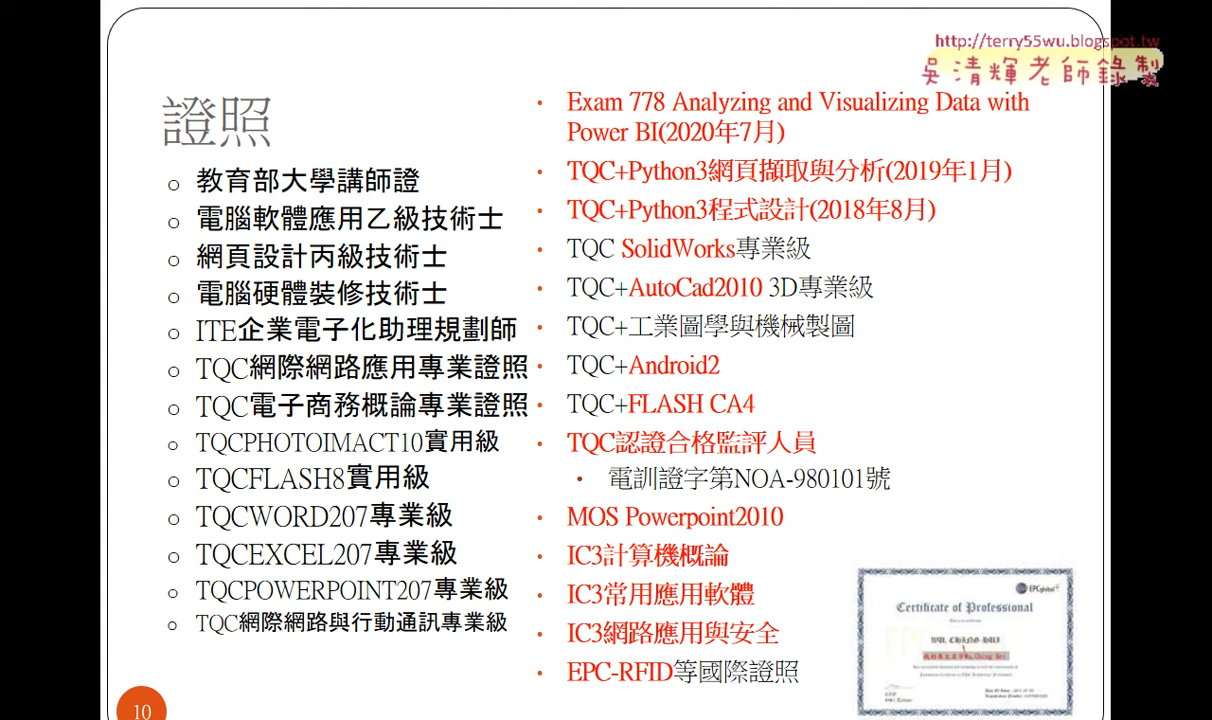 http://terry55wu.blogspot.tw
吳清輝老師錄製
證照
教育部大學講師證
電腦軟體應用乙級技術士
網頁設計丙級技術士
電腦硬體裝修技術士
ITE企業電子化助理規劃師
TQC網際網路應用專業證照
TQC電子商務概論專業證照
TQCPHOTOIMACT10實用級
TQCFLASH8實用級
TQCWORD207專業級
TQCEXCEL207專業級
TQCPOWERPOINT207專業級
TQC網際網路與行動通訊專業級
Exam 778 Analyzing and Visualizing Data with
Power BI(2020年7月)
TQC+Python3網頁擷取與分析(2019年1月)
TQC+Python3程式設計(2018年8月)
TQC SolidWorks專業級
TQC+AutoCad2010 3D專業級
TQC+工業圖學與機械製圖
TQC+Android2
TQC+FLASH CA4
TQC認證合格監評人員
電訓證字第NOA-980101號
MOS Powerpoint2010
IC3計算機概論
IC3常用應用軟體
IC3網路應用與安全
EPC-RFID等國際證照
EPCglobal
Certificate of Professional
WU, CHING-HUI
10